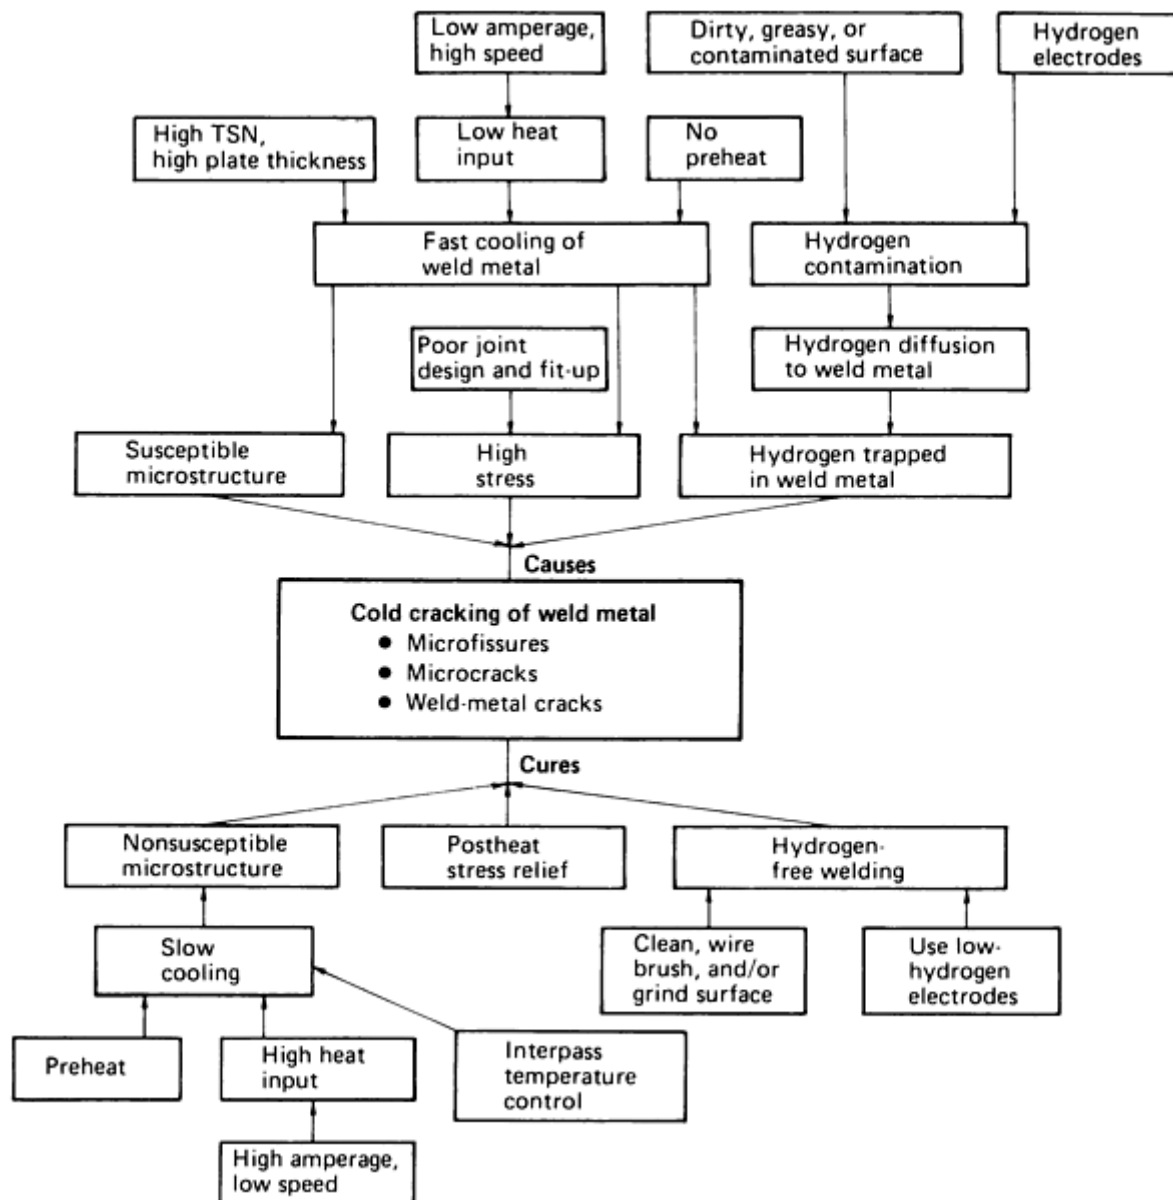 Low amperage,
high speed
Dirty, greasy, or
contaminated surface
Hydrogen
electrodes
High TSN,
high plate thickness
Low heat
input
No
preheat
Fast cooling of
weld metal
Hydrogen
contamination
Poor joint
design and fit-up
Hydrogen diffusion
to weld metal
Susceptible
microstructure
High
stress
Hydrogen trapped
in weld metal
Causes
Cold cracking of weld metal
● Microfissures
● Microcracks
● Weld-metal cracks
Cures
Nonsusceptible
microstructure
Postheat
stress relief
Hydrogen-
free welding
Slow
cooling
Clean, wire
brush, and/or
grind surface
Use low-
hydrogen
electrodes
Preheat
High heat
input
Interpass
temperature
control
High amperage,
low speed